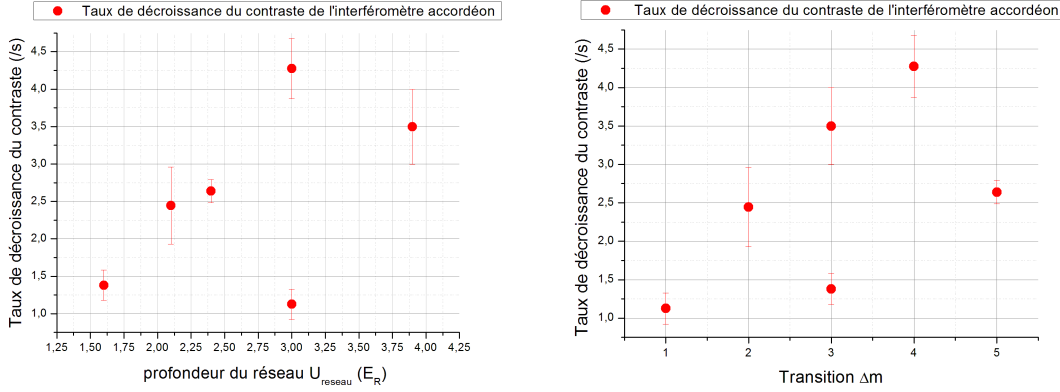 Taux de décroissance du contraste de l'interféromètre accordéon
Taux de décroissance du contraste (/s)
4,5
4,0
3,5
3,0
2,5
2,0
1,5
1,0
1,25 1,50 1,75 2,00 2,25 2,50 2,75 3,00 3,25 3,50 3,75 4,00 4,25
profondeur du réseau U_reseau (E_R)
Taux de décroissance du contraste de l'interféromètre accordéon
Taux de décroissance du contraste (/s)
4,5
4,0
3,5
3,0
2,5
2,0
1,5
1,0
1 2 3 4 5
Transition Δm